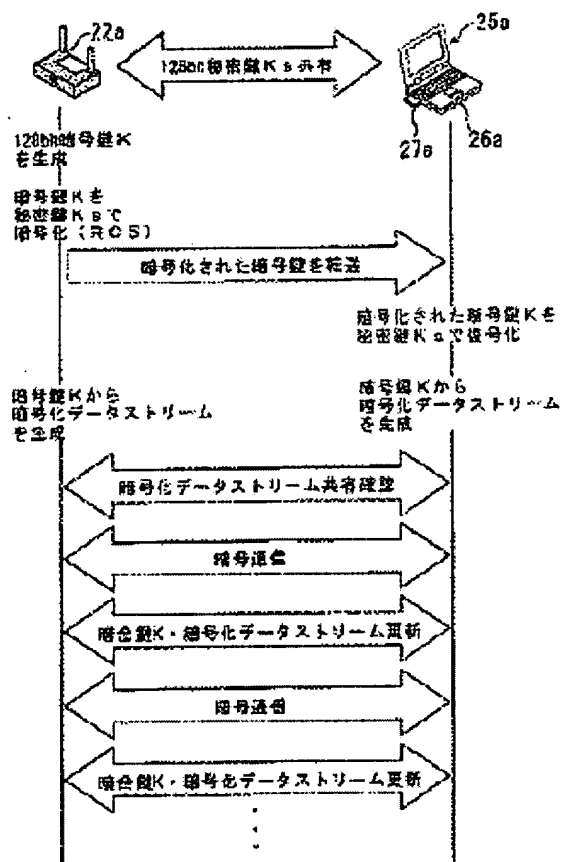 22a
25a
128bit秘密鍵Ks共有
27a
26a
128bit暗号鍵K
を生成
暗号鍵Kを
秘密鍵Ksで
暗号化(RC5)
暗号化された暗号鍵を転送
暗号化された暗号鍵Kを
秘密鍵Ksで復号化
暗号鍵Kから
暗号化データストリーム
を生成
暗号鍵Kから
暗号化データストリーム
を生成
暗号化データストリーム共有確立
暗号通信
暗号鍵K・暗号化データストリーム更新
暗号通信
暗号鍵K・暗号化データストリーム更新